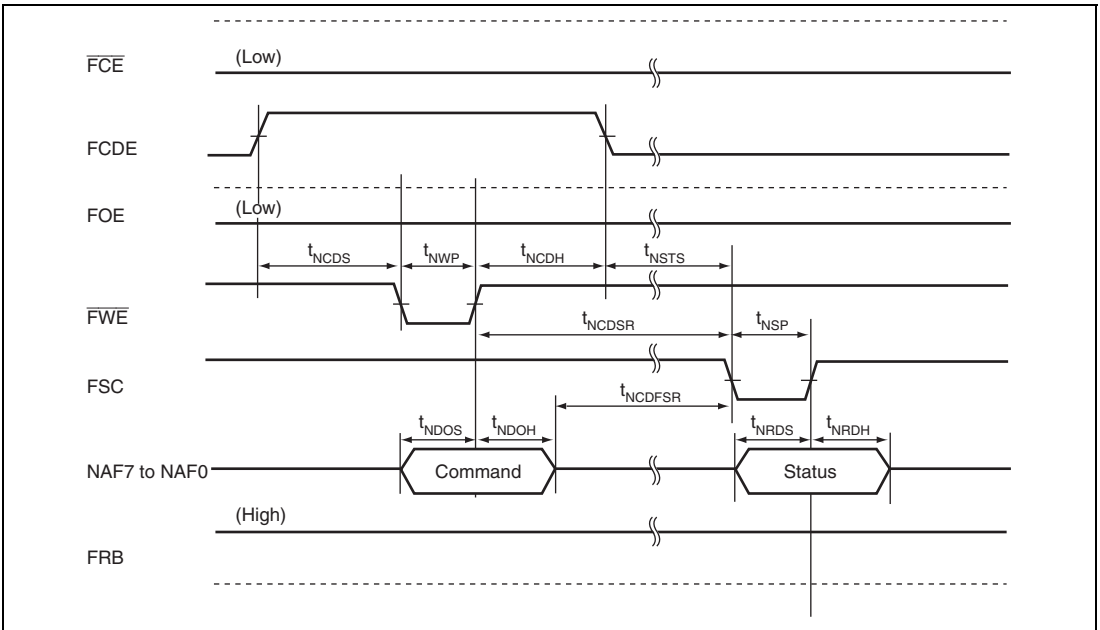 FCE (Low)
FCDE
FOE (Low)
tNCDS tNWP tNCDH tNSTS
FWE
tNCDSR tNSP
FSC
tNCDFSR
tNDOS tNDOH tNRDS tNRDH
NAF7 to NAF0 Command Status
(High)
FRB